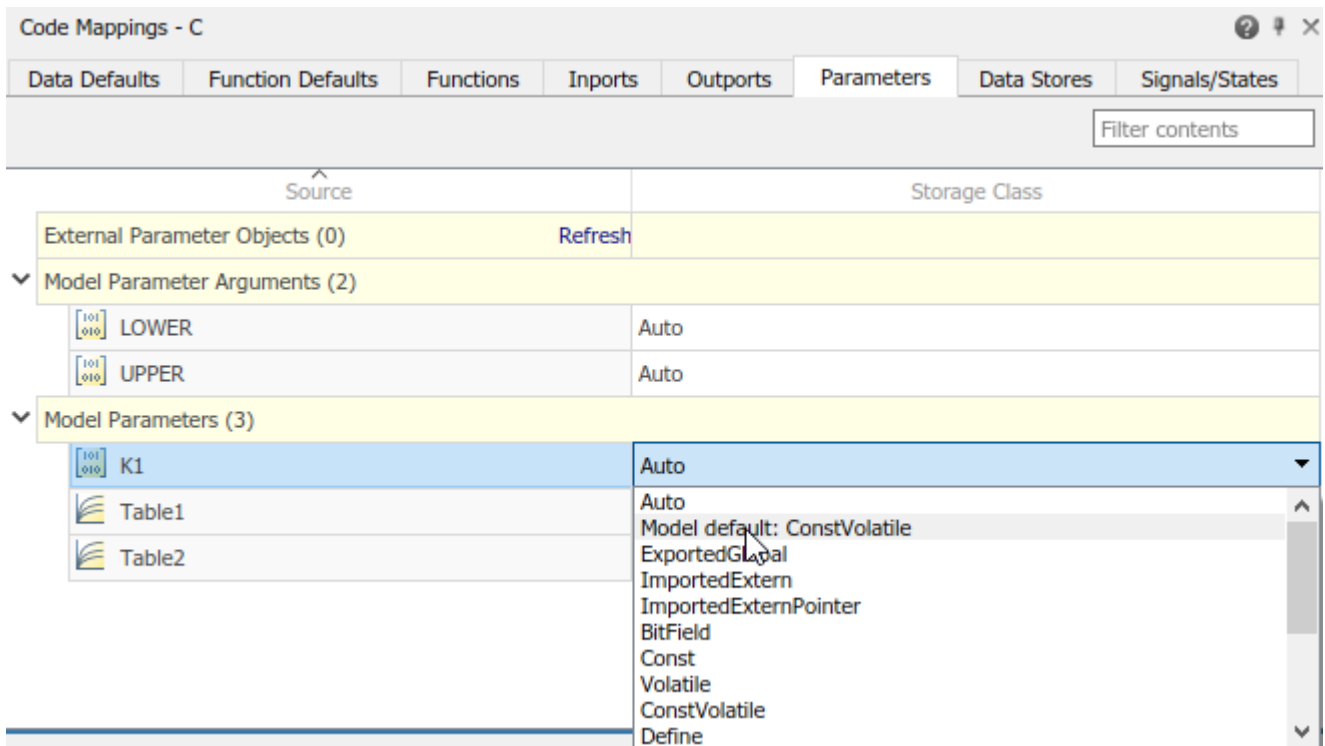 Code Mappings - C
Data Defaults Function Defaults Functions Inports Outports Parameters Data Stores Signals/States
Filter contents
Source Storage Class
External Parameter Objects (0) Refresh
Model Parameter Arguments (2)
LOWER Auto
UPPER Auto
Model Parameters (3)
K1 Auto
Table1 Auto
Model default: ConstVolatile
Table2 ExportedGlobal
ImportedExtern
ImportedExternPointer
BitField
Const
Volatile
ConstVolatile
Define